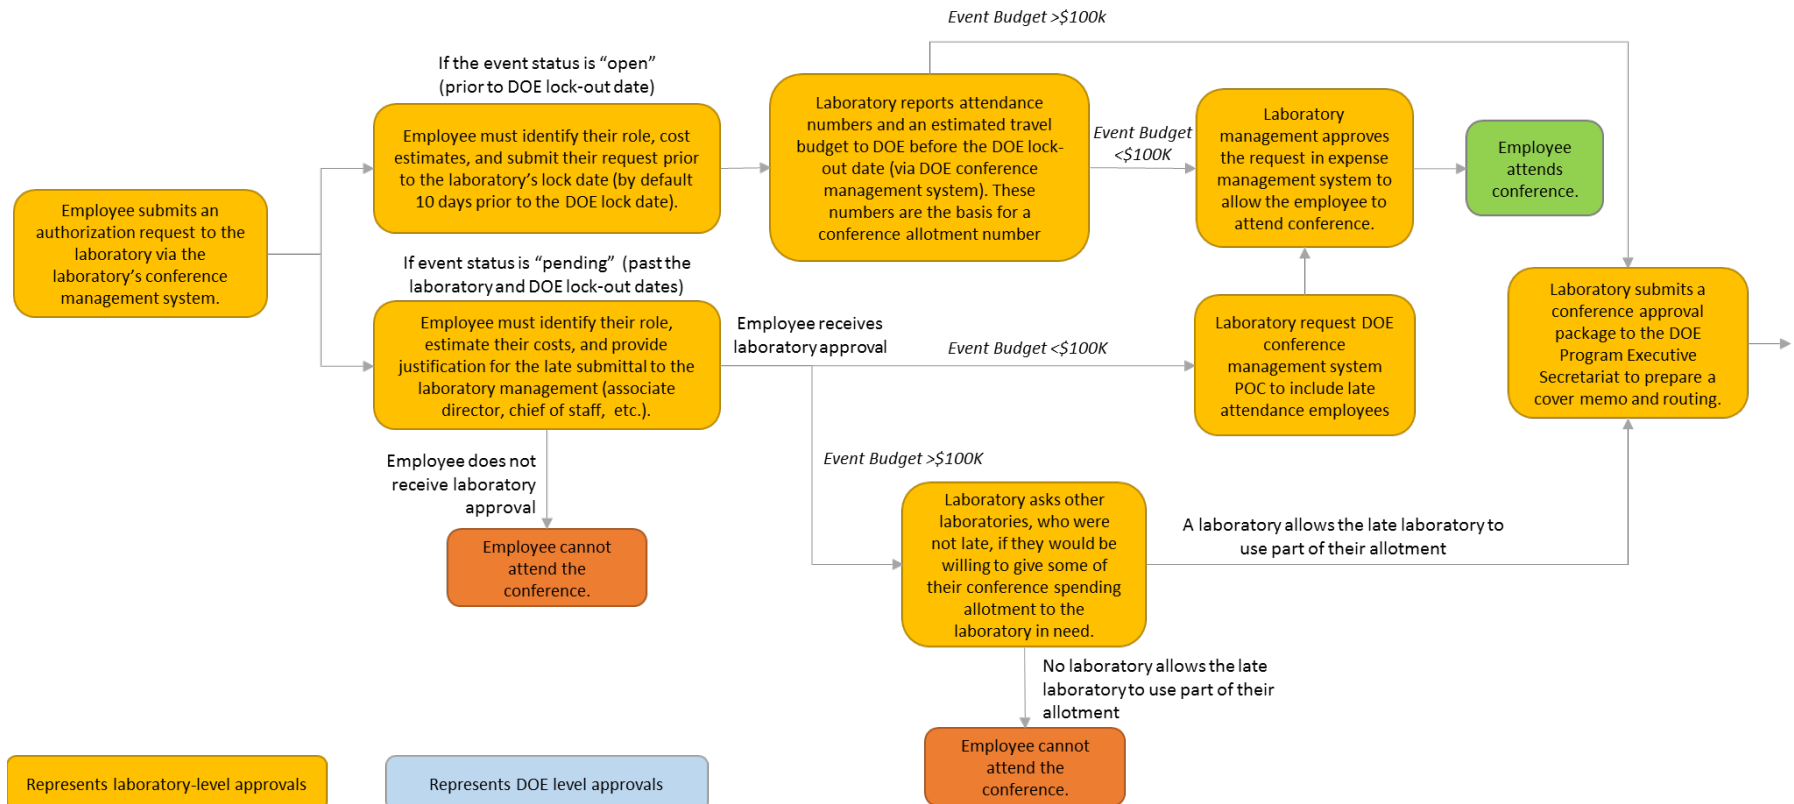 Event Budget >$100k
If the event status is “open”
(prior to DOE lock-out date)
Employee must identify their role, cost
estimates, and submit their request prior
to the laboratory’s lock date (by default
10 days prior to the DOE lock date).
Laboratory reports attendance
numbers and an estimated travel
budget to DOE before the DOE lock-
out date (via DOE conference
management system). These
numbers are the basis for a
conference allotment number
Event Budget
<$100K
Laboratory
management approves
the request in expense
management system to
allow the employee to
attend conference.
Employee
attends
conference.
Employee submits an
authorization request to the
laboratory via the
laboratory’s conference
management system.
If event status is “pending” (past the
laboratory and DOE lock-out dates)
Employee must identify their role,
estimate their costs, and provide
justification for the late submittal to the
laboratory management (associate
director, chief of staff, etc.).
Employee receives
laboratory approval
Event Budget <$100K
Laboratory request DOE
conference
management system
POC to include late
attendance employees
Laboratory submits a
conference approval
package to the DOE
Program Executive
Secretariat to prepare a
cover memo and routing.
Employee does not
receive laboratory
approval
Employee cannot
attend the
conference.
Event Budget >$100K
Laboratory asks other
laboratories, who were
not late, if they would be
willing to give some of
their conference spending
allotment to the
laboratory in need.
A laboratory allows the late laboratory to
use part of their allotment
No laboratory allows the late
laboratory to use part of their
allotment
Employee cannot
attend the
conference.
Represents laboratory-level approvals
Represents DOE level approvals